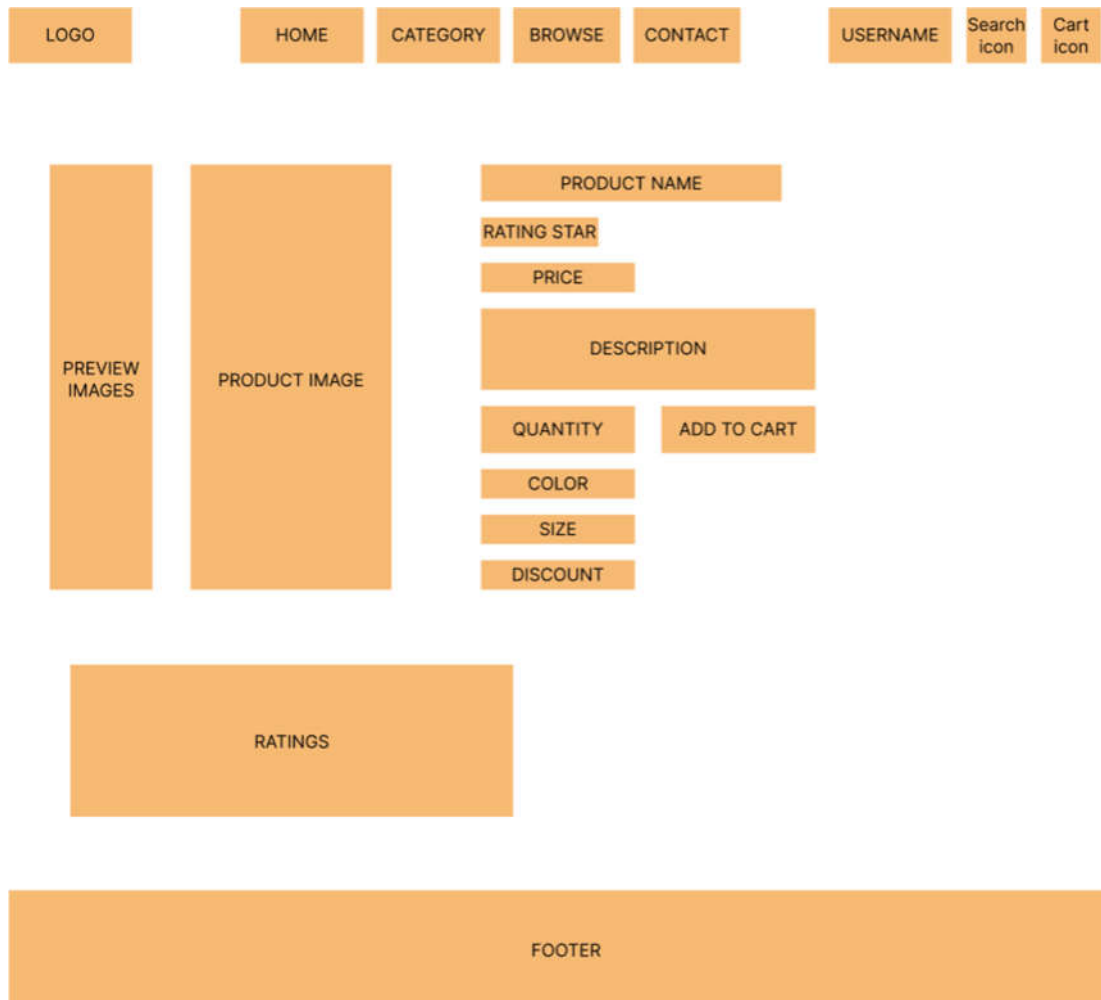 LOGO
HOME
CATEGORY
BROWSE
CONTACT
USERNAME
Search
icon
Cart
icon
PREVIEW
IMAGES
PRODUCT IMAGE
PRODUCT NAME
RATING STAR
PRICE
DESCRIPTION
QUANTITY
ADD TO CART
COLOR
SIZE
DISCOUNT
RATINGS
FOOTER